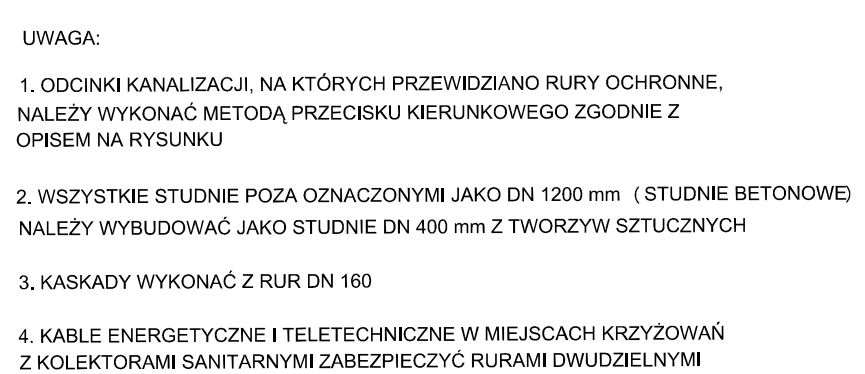 UWAGA:
1. ODCINKI KANALIZACJI, NA KTÓRYCH PRZEWIDZIANO RURY OCHRONNE,
NALEŻY WYKONAĆ METODĄ PRZECISKU KIERUNKOWEGO ZGODNIE Z
OPISEM NA RYSUNKU
2. WSZYSTKIE STUDNIE POZA OZNACZONYMI JAKO DN 1200 mm ( STUDNIE BETONOWE)
NALEŻY WYBUDOWAĆ JAKO STUDNIE DN 400 mm Z TWORZYW SZTUCZNYCH
3. KASKADY WYKONAĆ Z RUR DN 160
4. KABLE ENERGETYCZNE I TELETECHNICZNE W MIEJSCACH KRZYŻOWAŃ
Z KOLEKTORAMI SANITARNYMI ZABEZPIECZYĆ RURAMI DWUDZIELNYMI